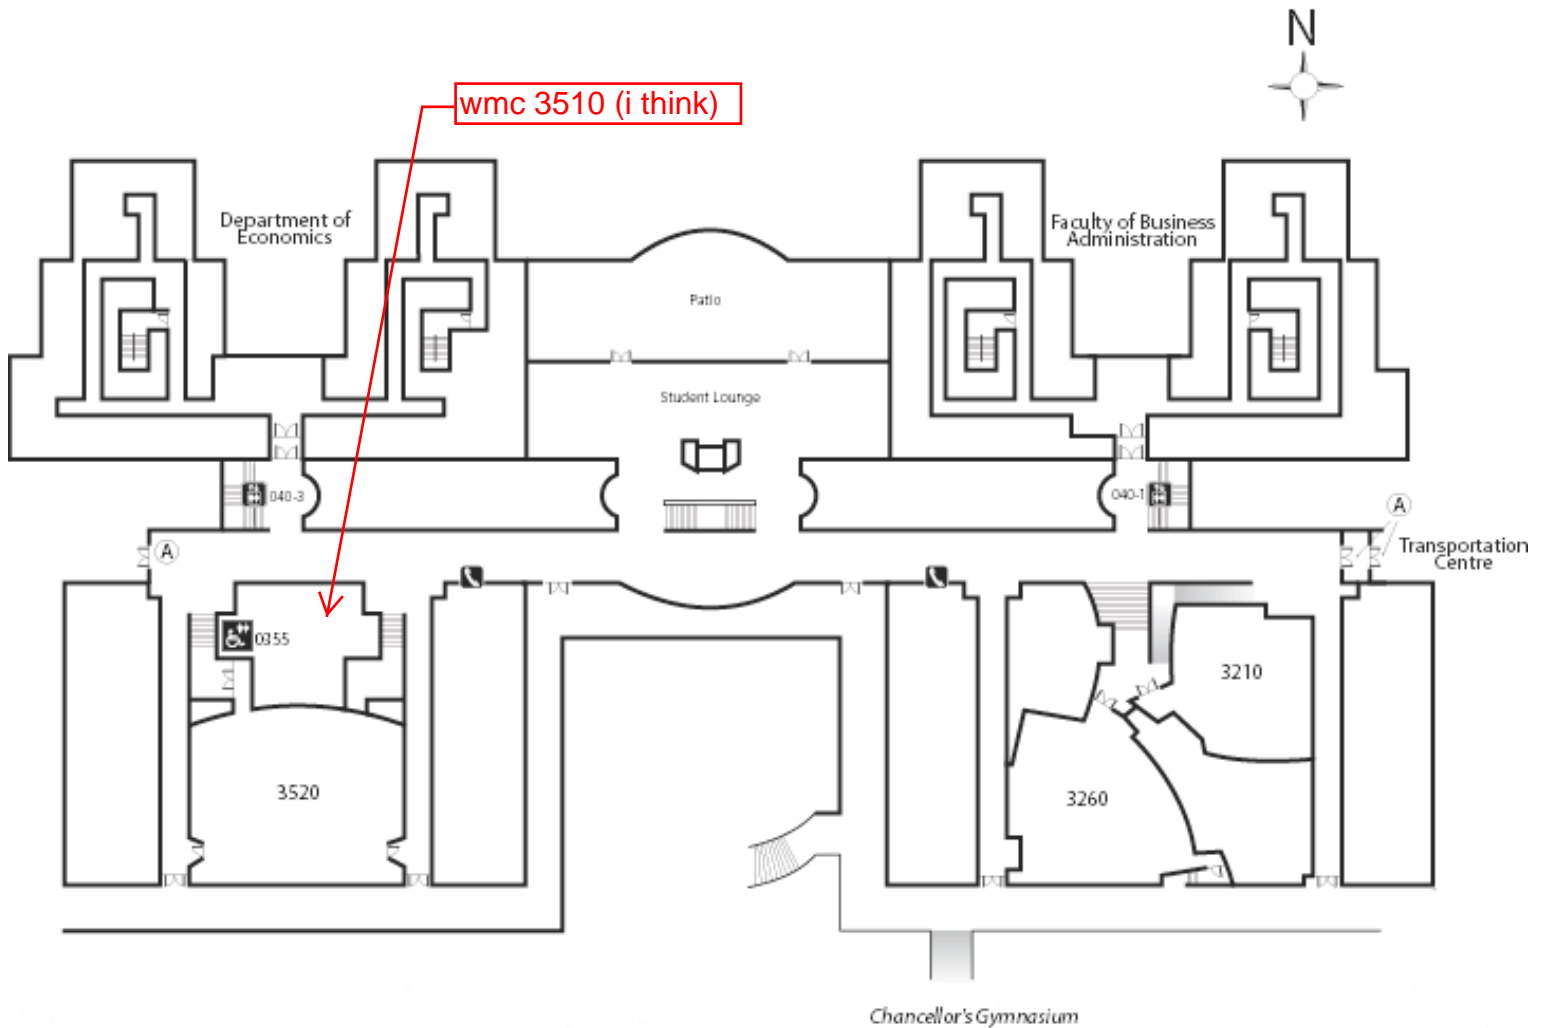 N
wmc 3510 (i think)
Department of
Economics
Faculty of Business
Administration
Patio
Student Lounge
040-3
040-1
A
A
Transportation
Centre
0355
3210
3520
3260
Chancellor's Gymnasium